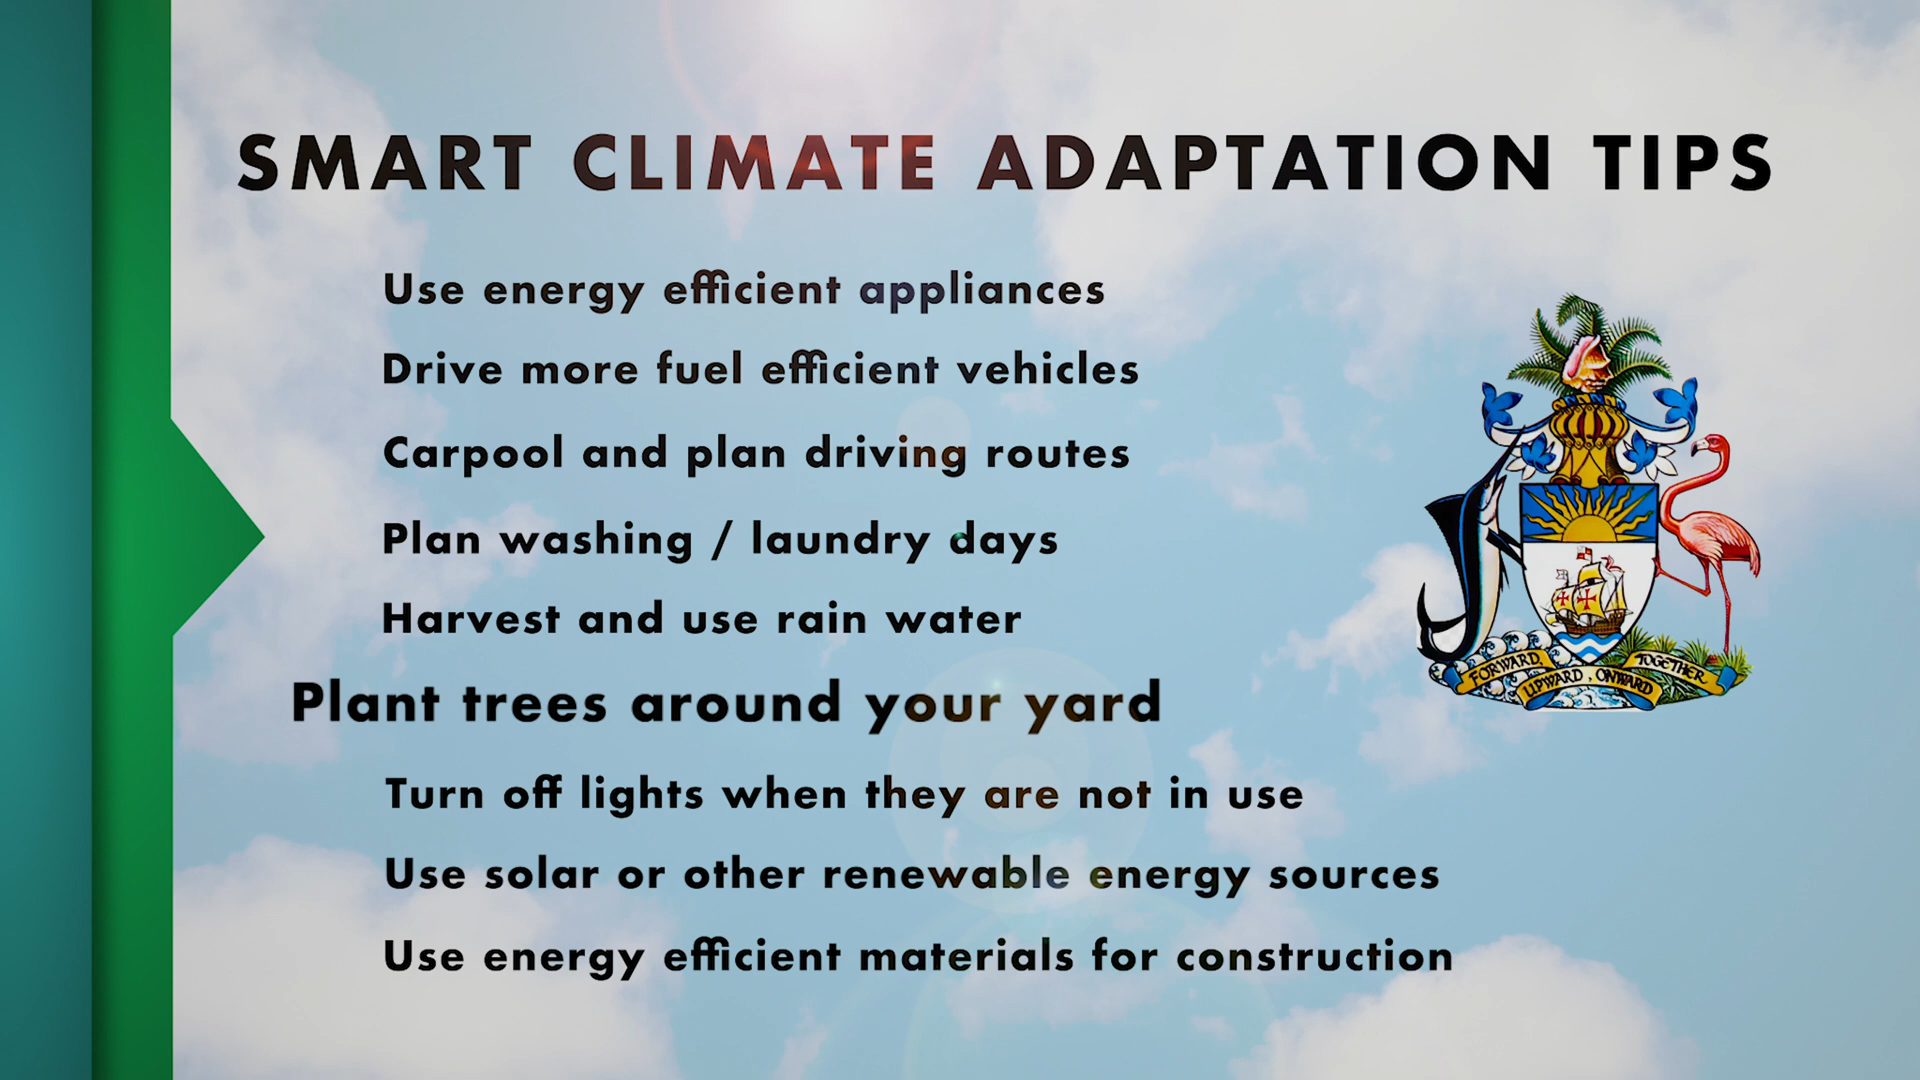 SMART CLIMATE ADAPTATION TIPS
Use energy efficient appliances
Drive more fuel efficient vehicles
Carpool and plan driving routes
Plan washing / laundry days
Harvest and use rain water
Plant trees around your yard
Turn off lights when they are not in use
Use solar or other renewable energy sources
Use energy efficient materials for construction
FORWARD, UPWARD, ONWARD TOGETHER